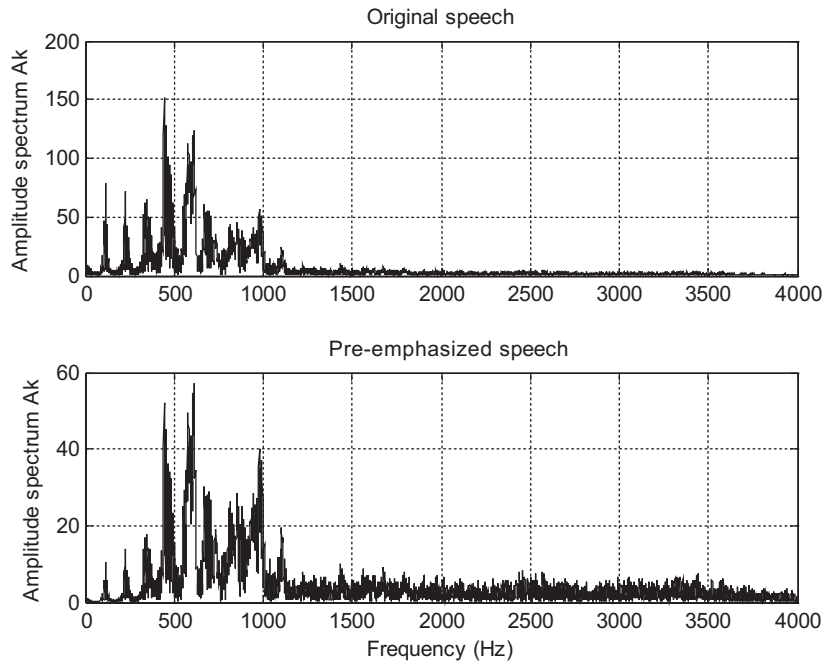 Original speech
Amplitude spectrum Ak
200
150
100
50
0
0 500 1000 1500 2000 2500 3000 3500 4000
Pre-emphasized speech
Amplitude spectrum Ak
60
40
20
0
0 500 1000 1500 2000 2500 3000 3500 4000
Frequency (Hz)